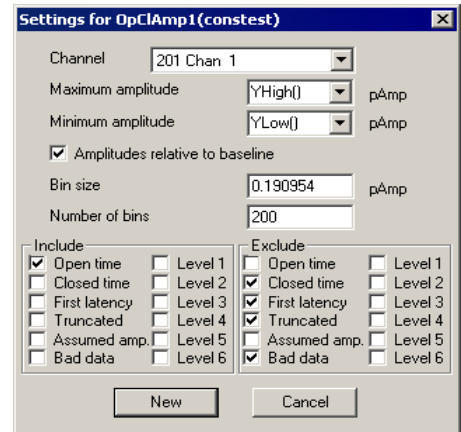 Settings for OpClAmp1(constest)
Channel 201 Chan 1
Maximum amplitude YHigh() pAmp
Minimum amplitude YLow() pAmp
Amplitudes relative to baseline
Bin size 0.190954 pAmp
Number of bins 200
Include Exclude
Open time Level 1 Open time Level 1
Closed time Level 2 Closed time Level 2
First latency Level 3 First latency Level 3
Truncated Level 4 Truncated Level 4
Assumed amp. Level 5 Assumed amp. Level 5
Bad data Level 6 Bad data Level 6
New Cancel